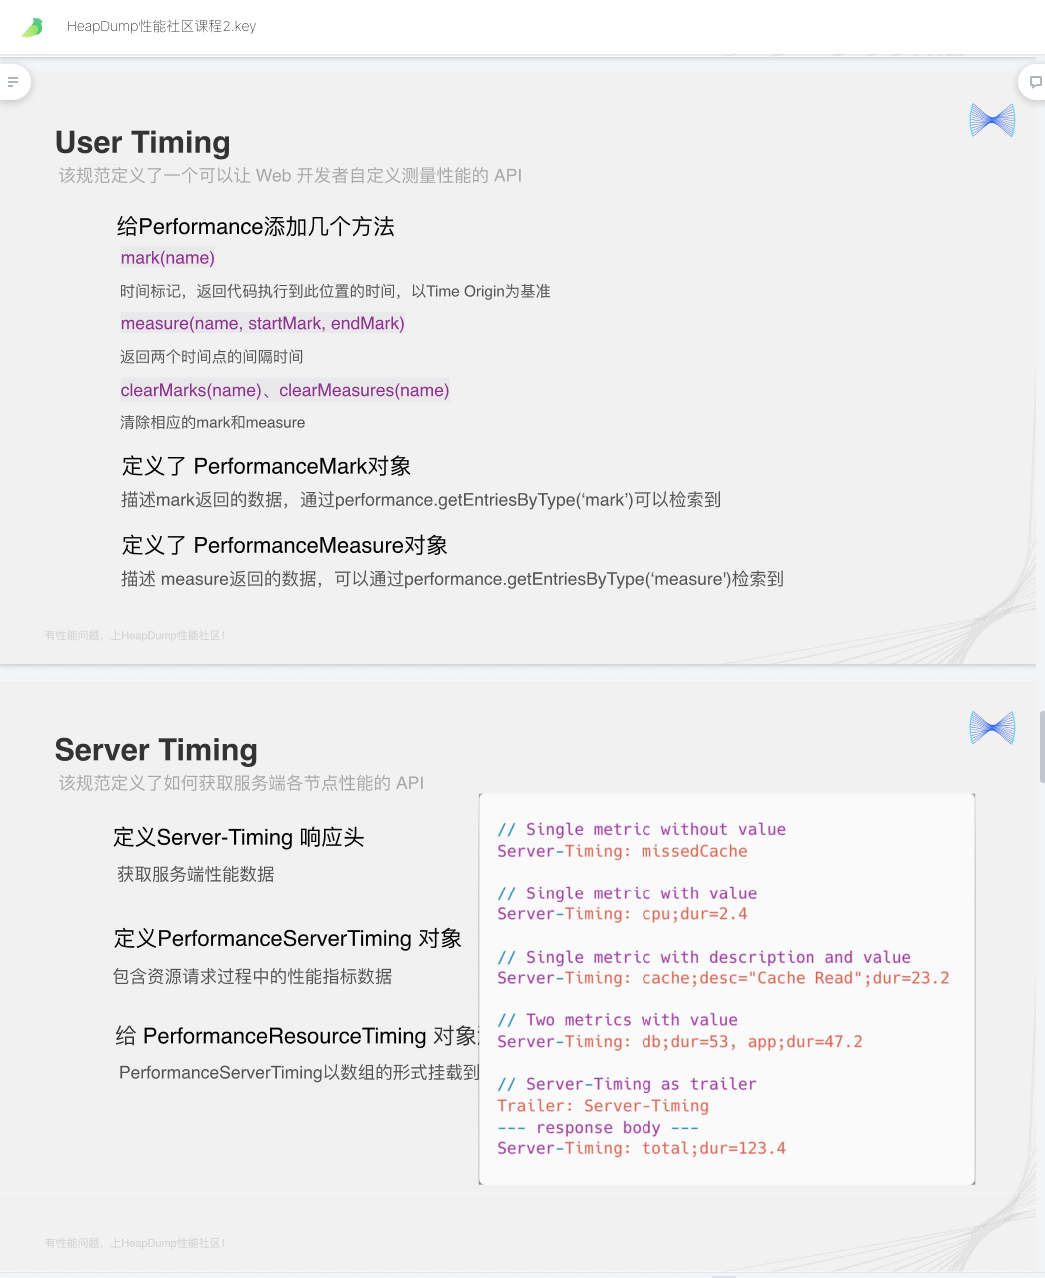 HeapDump性能社区课程2.key
User Timing
该规范定义了一个可以让 Web 开发者自定义测量性能的 API
给Performance添加几个方法
mark(name)
时间标记，返回代码执行到此位置的时间，以Time Origin为基准
measure(name, startMark, endMark)
返回两个时间点的间隔时间
clearMarks(name)、clearMeasures(name)
清除相应的mark和measure
定义了 PerformanceMark对象
描述mark返回的数据，通过performance.getEntriesByType(‘mark’)可以检索到
定义了 PerformanceMeasure对象
描述 measure返回的数据，可以通过performance.getEntriesByType(‘measure')检索到
有性能问题，上HeapDump性能社区！
Server Timing
该规范定义了如何获取服务端各节点性能的 API
定义Server-Timing 响应头
获取服务端性能数据
定义PerformanceServerTiming 对象
包含资源请求过程中的性能指标数据
给 PerformanceResourceTiming 对象
PerformanceServerTiming以数组的形式挂载到
// Single metric without value
Server-Timing: missedCache
// Single metric with value
Server-Timing: cpu;dur=2.4
// Single metric with description and value
Server-Timing: cache;desc="Cache Read";dur=23.2
// Two metrics with value
Server-Timing: db;dur=53, app;dur=47.2
// Server-Timing as trailer
Trailer: Server-Timing
--- response body ---
Server-Timing: total;dur=123.4
有性能问题，上HeapDump性能社区！